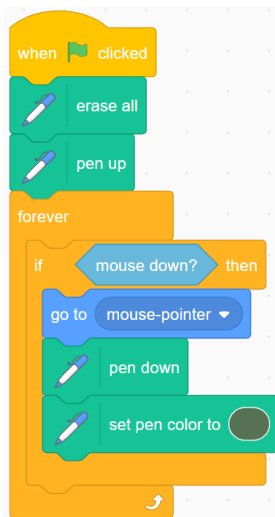 when clicked
erase all
pen up
forever
if mouse down? then
go to mouse-pointer
pen down
set pen color to